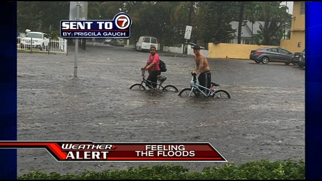 SENT TO 7
BY: PRISCILA GAUCH
WEATHER ALERT
FEELING
THE FLOODS